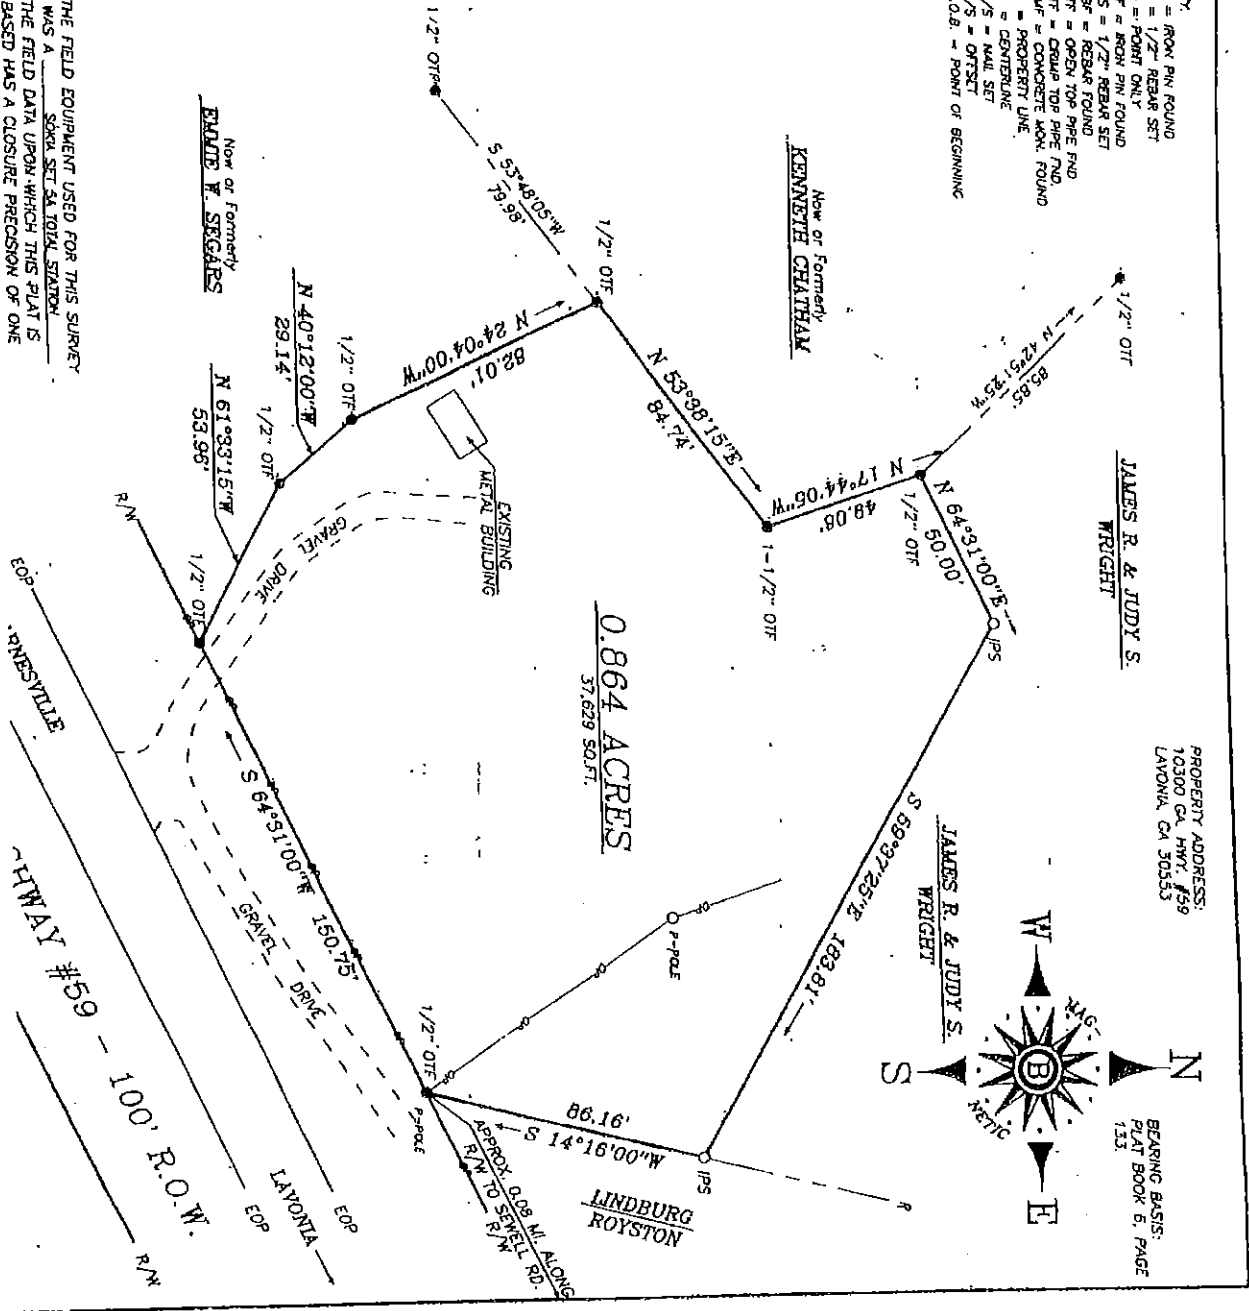 Y.
= IRON PIN FOUND
= 1/2" REBAR SET
= POINT ONLY
F = IRON PIN FOUND
S = 1/2" REBAR SET
BF = REBAR FOUND
TF = OPEN TOP PIPE FND
TF = CRIMP TOP PIPE FND.
MF = CONCRETE MON. FOUND
= PROPERTY LINE
= CENTERLINE
/S = NAIL SET
/S = OFFSET
.O.B. = POINT OF BEGINNING
PROPERTY ADDRESS:
10300 GA. HWY. #59
LAVONIA, GA 30553
BEARING BASIS:
PLAT BOOK 6, PAGE
133.
N
W
E
S
B
MAG-
NETIC
JAMES R. & JUDY S.
WRIGHT
JAMES R. & JUDY S.
WRIGHT
Now or Formerly
KENNETH CHATHAM
1/2" OTF
N 42°51'25"W
85.85'
1/2" OTF
N 64°31'00"E
50.00'
IPS
N 17°44'05"W
49.08'
1-1/2" OTF
N 53°38'15"E
84.74'
S 69°37'25"E 183.81'
1/2" OTF
S 53°48'05"W
79.98'
1/2" OTF
N 24°04'00"W
82.01'
EXISTING
METAL BUILDING
0.864 ACRES
37,629 SQ.FT.
P-POLE
IPS
86.16'
S 14°16'00"W
LINDBURG
ROYSTON
R
Now or Formerly
EMMIE W. SEGARS
N 40°12'00"W
29.14'
1/2" OTF
N 61°33'15"W
53.96'
1/2" OTF
GRAVEL DRIVE
1/2" OTF
S 64°31'00"W 150.75'
1/2" OTF
P-POLE
GRAVEL DRIVE
APPROX. 0.08 MI. ALONG
R/W TO SEWELL RD.
R/W
R/W
EOP
RNESVILLE
HWAY #59 - 100' R.O.W.
LAVONIA
EOP
EOP
R/W
THE FIELD EQUIPMENT USED FOR THIS SURVEY
WAS A SOKIA SET 5A TOTAL STATION
THE FIELD DATA UPON WHICH THIS PLAT IS
BASED HAS A CLOSURE PRECISION OF ONE